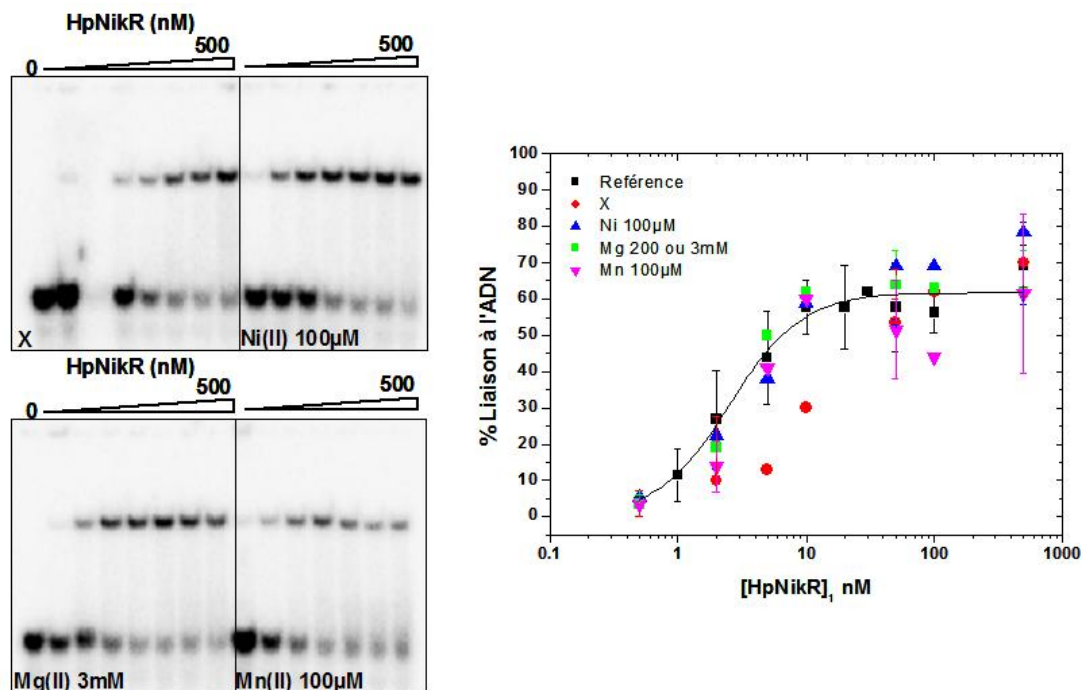 HpNikR (nM)
0
500
500
X
Ni(II) 100µM
HpNikR (nM)
0
500
500
Mg(II) 3mM
Mn(II) 100µM
100
90
80
70
60
50
40
30
20
10
0
% Liaison à l'ADN
Reférence
X
Ni 100µM
Mg 200 ou 3mM
Mn 100µM
0.1
1
10
100
1000
[HpNikR]₁ nM